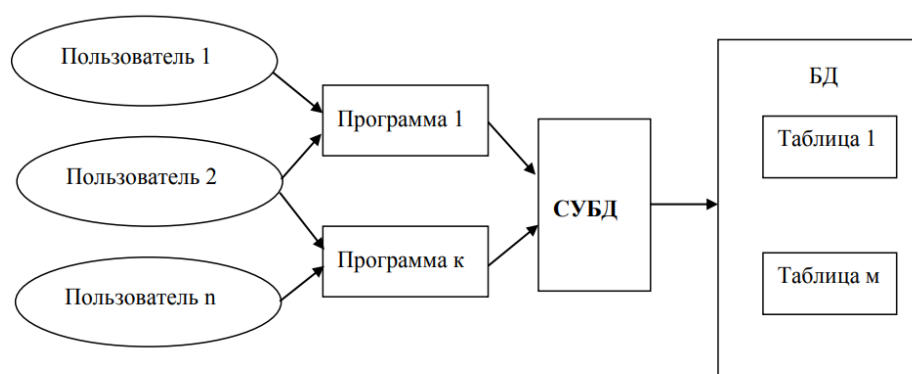 Пользователь 1
Пользователь 2
Пользователь n
Программа 1
Программа к
СУБД
БД
Таблица 1
Таблица м